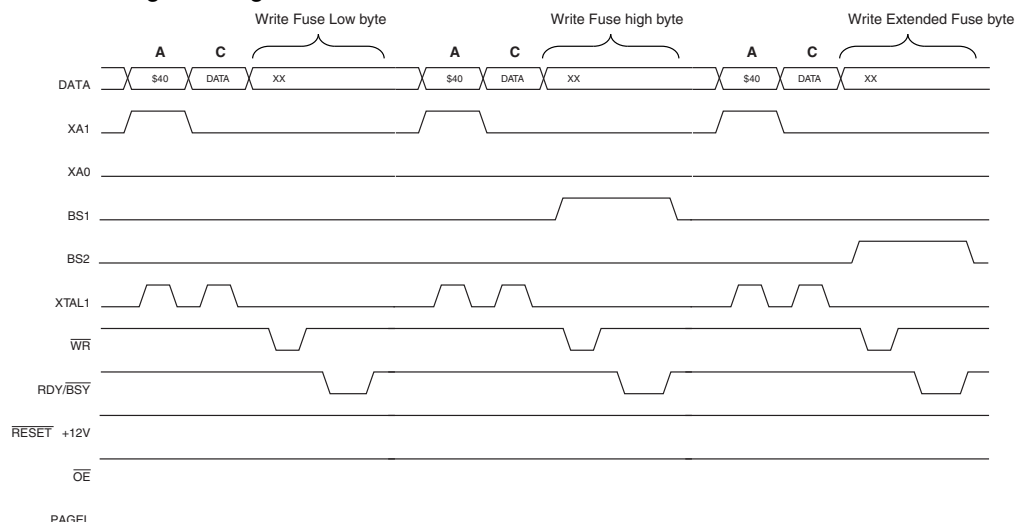 Write Fuse Low byte Write Fuse high byte Write Extended Fuse byte
A C A C A C
DATA $40 DATA XX $40 DATA XX $40 DATA XX
XA1
XA0
BS1
BS2
XTAL1
WR
RDY/BSY
RESET +12V
OE
PAGEL